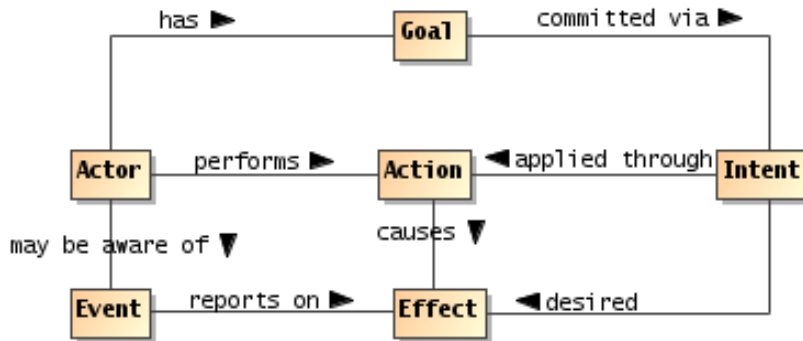 has ▶ Goal committed via ▶
Actor performs ▶ Action ◀ applied through Intent
may be aware of ▼ causes ▼
Event reports on ▶ Effect ◀ desired